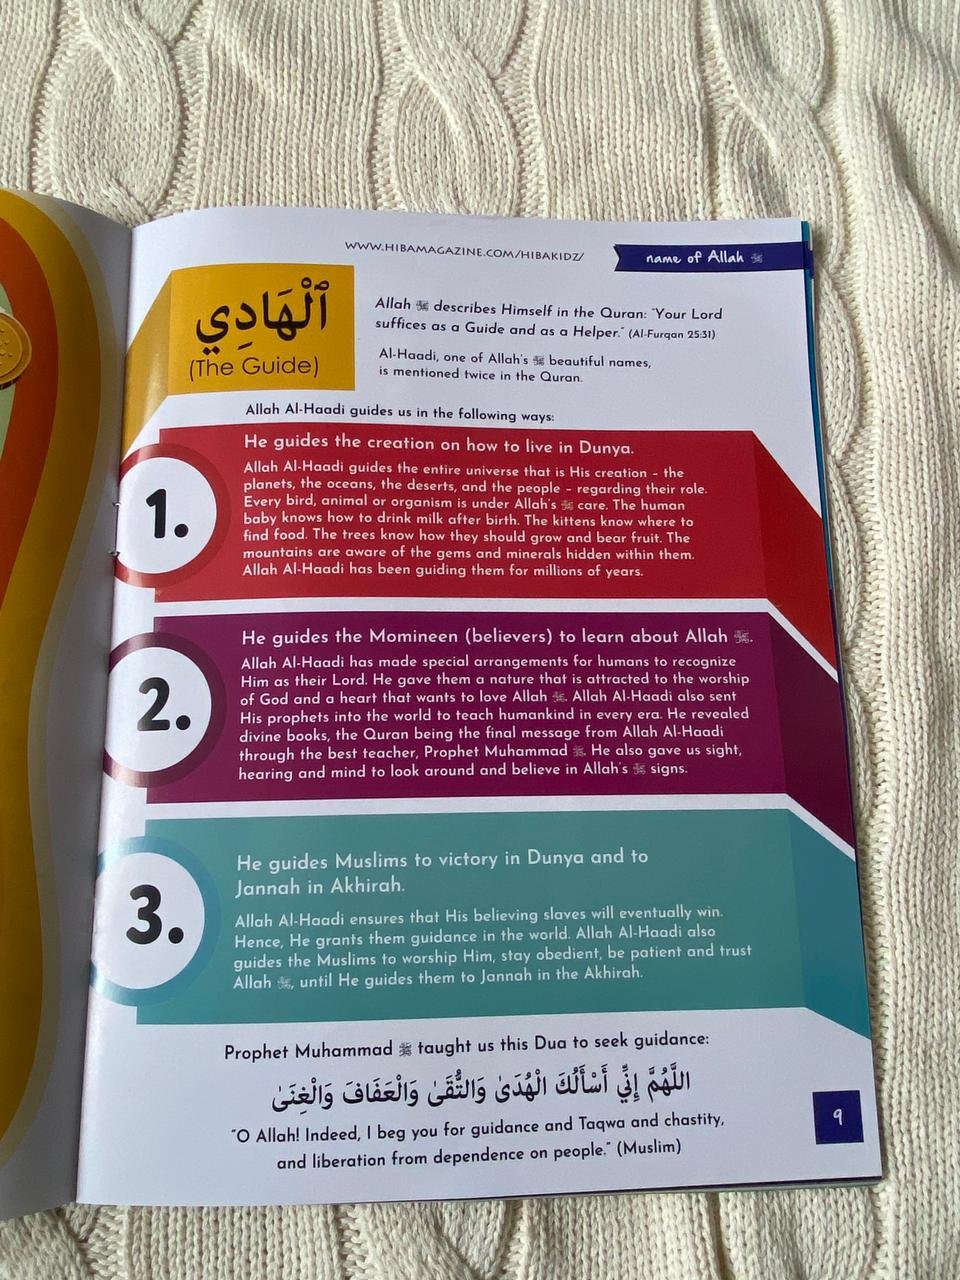 WWW.HIBAMAGAZINE.COM/HIBAKIDZ/
name of Allah ﷻ
ٱلْهَادِي
(The Guide)
Allah ﷻ describes Himself in the Quran: "Your Lord
suffices as a Guide and as a Helper." (Al-Furqan 25:31)
Al-Haadi, one of Allah's ﷻ beautiful names,
is mentioned twice in the Quran.
Allah Al-Haadi guides us in the following ways:
1.
He guides the creation on how to live in Dunya.
Allah Al-Haadi guides the entire universe that is His creation – the
planets, the oceans, the deserts, and the people – regarding their role.
Every bird, animal or organism is under Allah's ﷻ care. The human
baby knows how to drink milk after birth. The kittens know where to
find food. The trees know how they should grow and bear fruit. The
mountains are aware of the gems and minerals hidden within them.
Allah Al-Haadi has been guiding them for millions of years.
2.
He guides the Momineen (believers) to learn about Allah ﷻ.
Allah Al-Haadi has made special arrangements for humans to recognize
Him as their Lord. He gave them a nature that is attracted to the worship
of God and a heart that wants to love Allah ﷻ. Allah Al-Haadi also sent
His prophets into the world to teach humankind in every era. He revealed
divine books, the Quran being the final message from Allah Al-Haadi
through the best teacher, Prophet Muhammad ﷺ. He also gave us sight,
hearing and mind to look around and believe in Allah's ﷻ signs.
3.
He guides Muslims to victory in Dunya and to
Jannah in Akhirah.
Allah Al-Haadi ensures that His believing slaves will eventually win.
Hence, He grants them guidance in the world. Allah Al-Haadi also
guides the Muslims to worship Him, stay obedient, be patient and trust
Allah ﷻ, until He guides them to Jannah in the Akhirah.
Prophet Muhammad ﷺ taught us this Dua to seek guidance:
اللَّهُمَّ إِنِّي أَسْأَلُكَ الْهُدَىٰ وَالتُّقَىٰ وَالْعَفَافَ وَالْغِنَىٰ
"O Allah! Indeed, I beg you for guidance and Taqwa and chastity,
and liberation from dependence on people." (Muslim)
9